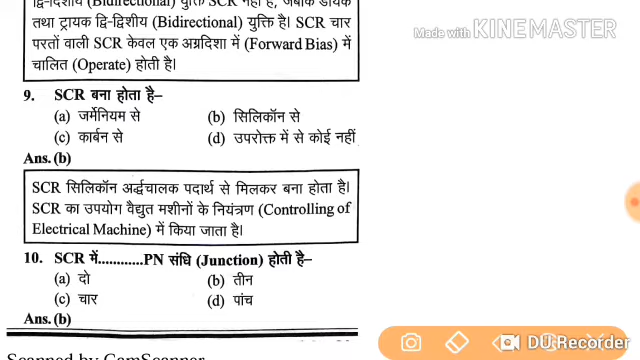 द्वि-दिशीय (Bidirectional) युक्ति SCR नहीं है, जबकि डायक
तथा ट्रायक द्वि-द्विशीय (Bidirectional) युक्ति है। SCR चार
परतों वाली SCR केवल एक अग्रदिशा में (Forward Bias) में
चालित (Operate) होती है।
9. SCR बना होता है–
(a) जर्मेनियम से (b) सिलिकॉन से
(c) कार्बन से (d) उपरोक्त में से कोई नहीं
Ans. (b)
SCR सिलिकॉन अर्द्धचालक पदार्थ से मिलकर बना होता है।
SCR का उपयोग वैद्युत मशीनों के नियंत्रण (Controlling of
Electrical Machine) में किया जाता है।
10. SCR में............PN संधि (Junction) होती है–
(a) दो (b) तीन
(c) चार (d) पांच
Ans. (b)
Scanned by CamScanner
Made with KINEMASTER
DU Recorder